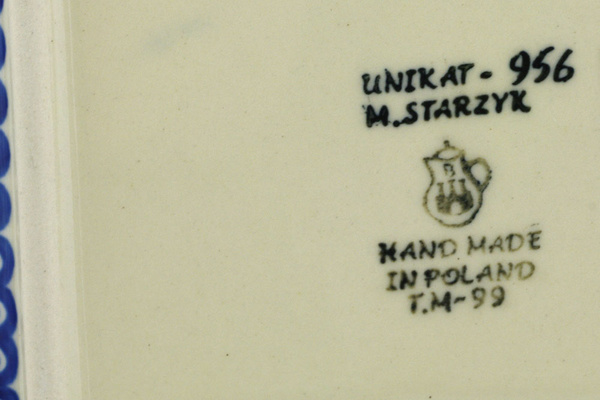 UNIKAT - 956
M.STARZYK
B
HAND MADE
IN POLAND
T.M-99